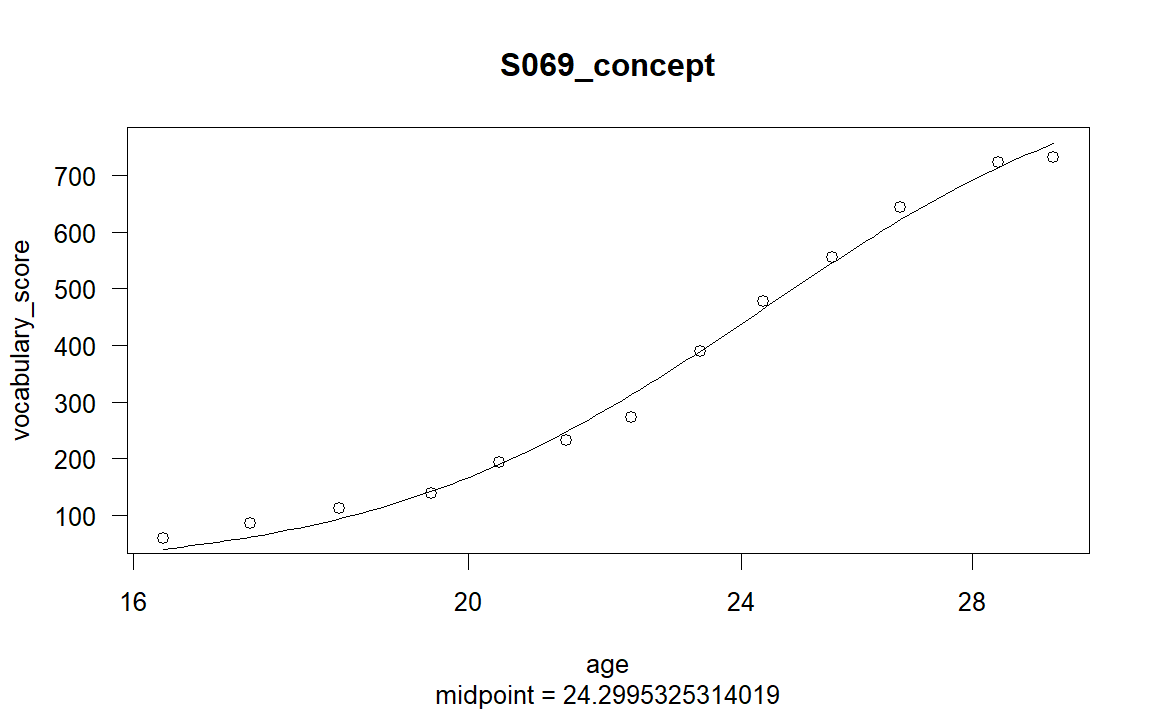 S069_concept
vocabulary_score
700
600
500
400
300
200
100
16 20 24 28
age
midpoint = 24.2995325314019